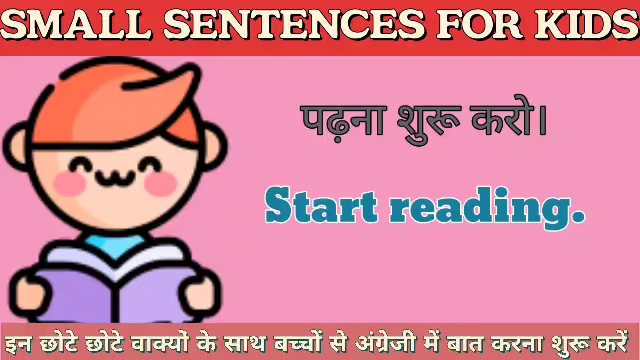 SMALL SENTENCES FOR KIDS
पढ़ना शुरू करो।
Start reading.
इन छोटे छोटे वाक्यों के साथ बच्चों से अंग्रेजी में बात करना शुरू करें